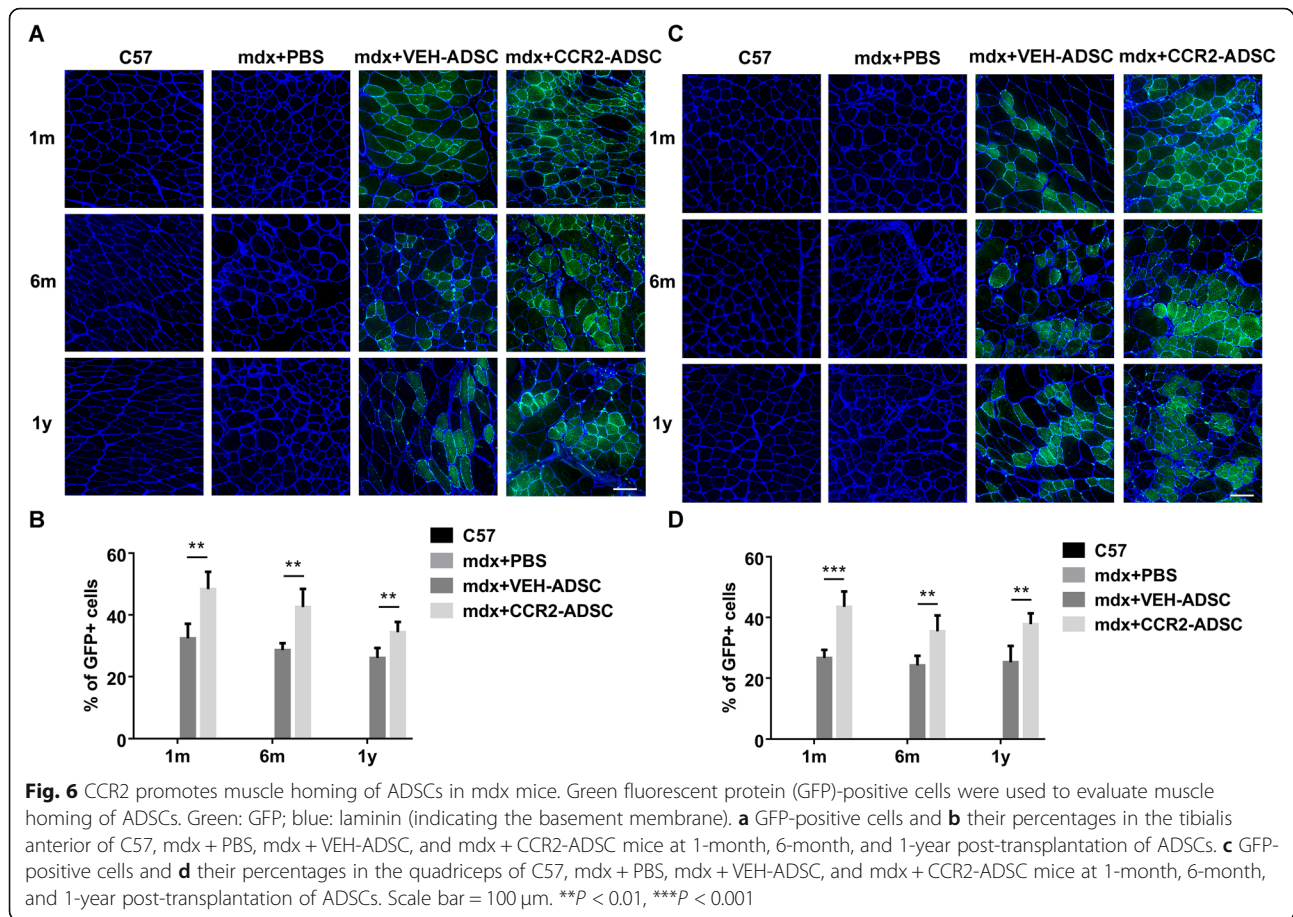 A
C57 mdx+PBS mdx+VEH-ADSC mdx+CCR2-ADSC
1m
6m
1y
B
% of GFP+ cells
60
40
20
0
** ** **
1m 6m 1y
C57
mdx+PBS
mdx+VEH-ADSC
mdx+CCR2-ADSC
C
C57 mdx+PBS mdx+VEH-ADSC mdx+CCR2-ADSC
1m
6m
1y
D
% of GFP+ cells
60
40
20
0
*** ** **
1m 6m 1y
C57
mdx+PBS
mdx+VEH-ADSC
mdx+CCR2-ADSC
Fig. 6 CCR2 promotes muscle homing of ADSCs in mdx mice. Green fluorescent protein (GFP)-positive cells were used to evaluate muscle
homing of ADSCs. Green: GFP; blue: laminin (indicating the basement membrane). a GFP-positive cells and b their percentages in the tibialis
anterior of C57, mdx + PBS, mdx + VEH-ADSC, and mdx + CCR2-ADSC mice at 1-month, 6-month, and 1-year post-transplantation of ADSCs. c GFP-
positive cells and d their percentages in the quadriceps of C57, mdx + PBS, mdx + VEH-ADSC, and mdx + CCR2-ADSC mice at 1-month, 6-month,
and 1-year post-transplantation of ADSCs. Scale bar = 100 μm. **P < 0.01, ***P < 0.001